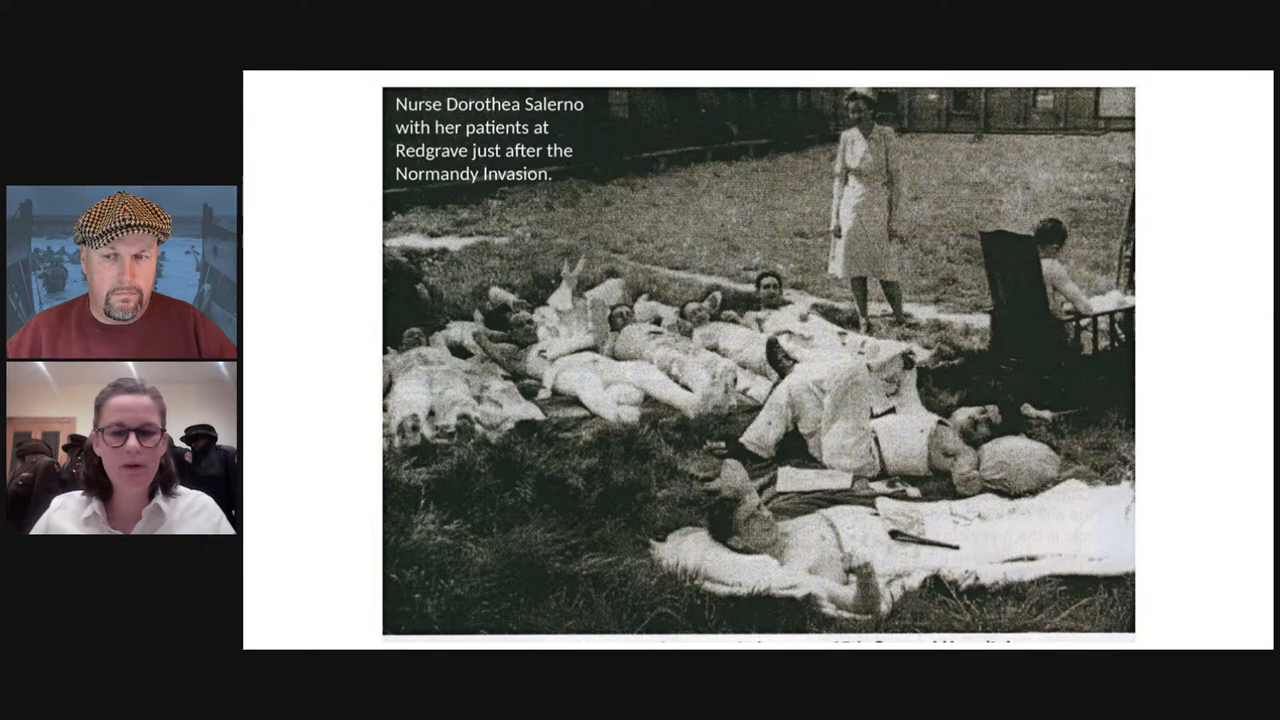 Nurse Dorothea Salerno
with her patients at
Redgrave just after the
Normandy Invasion.